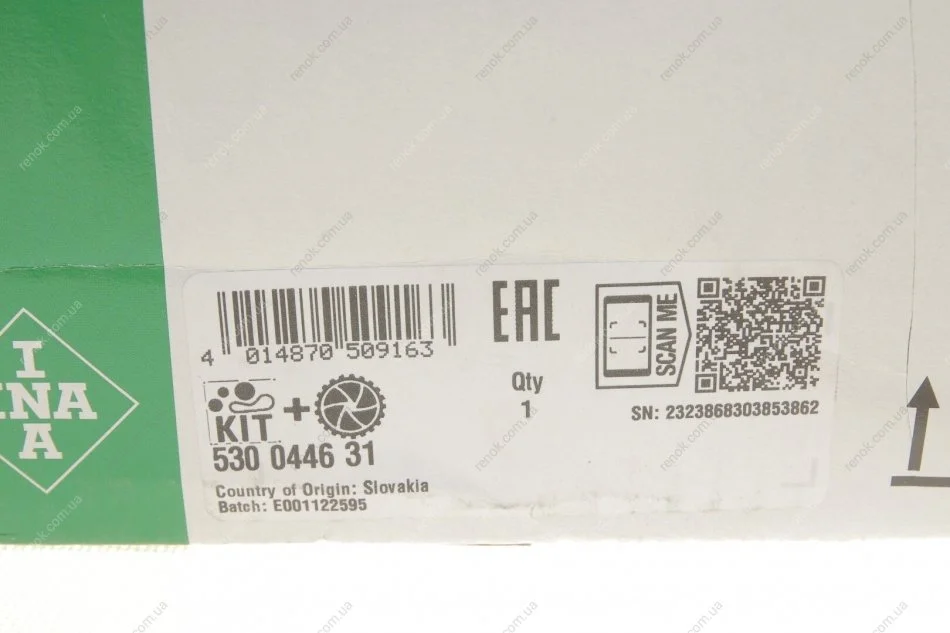 I
INA
A
4 014870 509163
EAC
SCAN ME
KIT
Qty
1
SN: 2323868303853862
530 0446 31
Country of Origin: Slovakia
Batch: E001122595
renok.com.ua